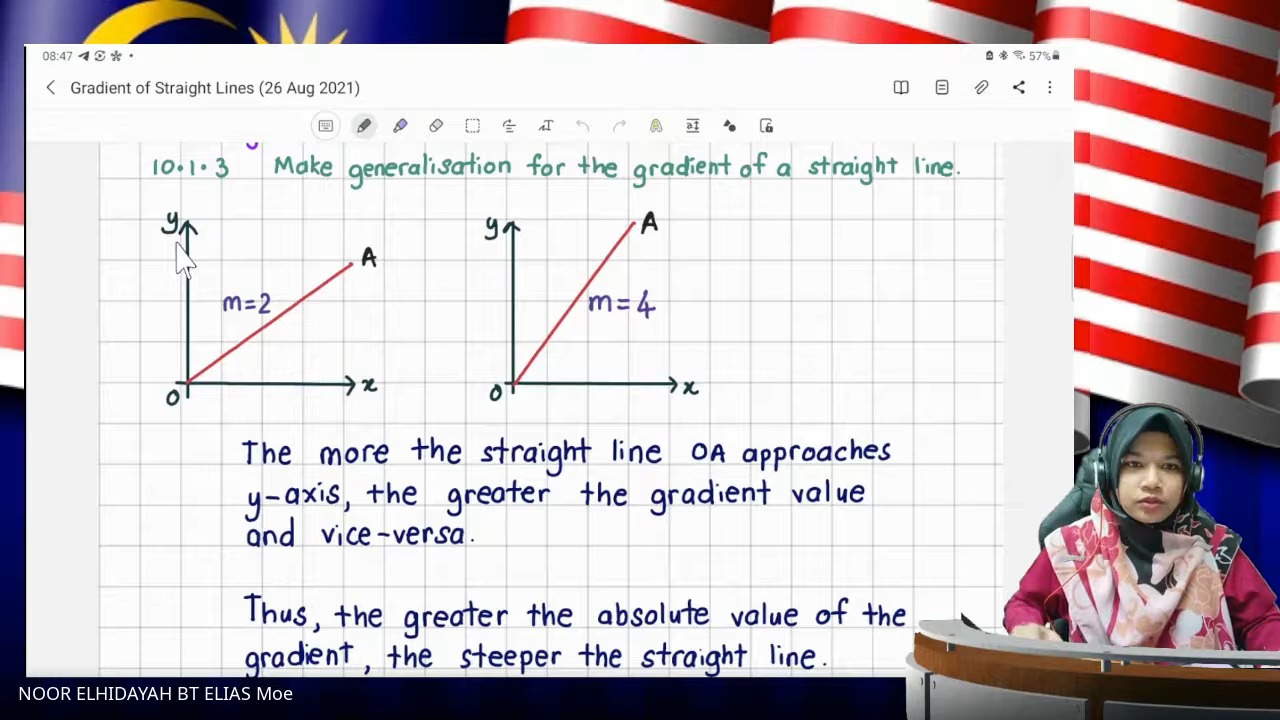 08:47
57%
Gradient of Straight Lines (26 Aug 2021)
10.1.3 Make generalisation for the gradient of a straight line.
y
A
m=2
O
x
y
A
m=4
O
x
The more the straight line OA approaches
y-axis, the greater the gradient value
and vice-versa.
Thus, the greater the absolute value of the
gradient, the steeper the straight line.
NOOR ELHIDAYAH BT ELIAS Moe